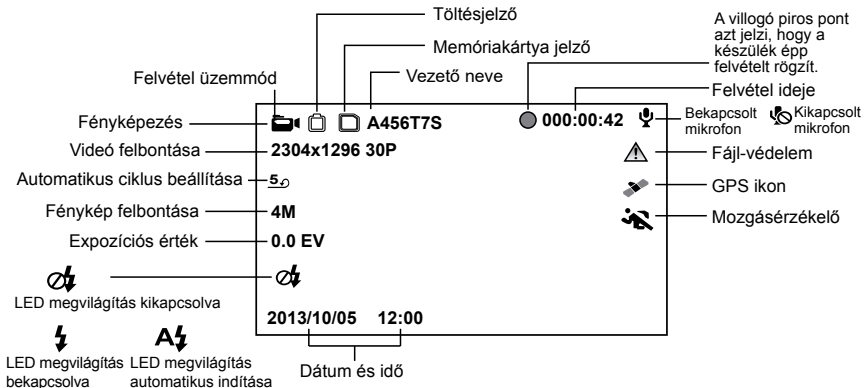 Töltésjelző
Memóriakártya jelző
Vezető neve
Felvétel üzemmód
A villogó piros pont
azt jelzi, hogy a
készülék épp
felvételt rögzít.
Felvétel ideje
Fényképezés
A456T7S
000:00:42
Bekapcsolt
mikrofon
Kikapcsolt
mikrofon
Videó felbontása
2304x1296 30P
Fájl-védelem
Automatikus ciklus beállítása
5
GPS ikon
Fénykép felbontása
4M
Mozgásérzékelő
Expozíciós érték
0.0 EV
LED megvilágítás kikapcsolva
2013/10/05 12:00
A
LED megvilágítás
bekapcsolva
LED megvilágítás
automatikus indítása
Dátum és idő